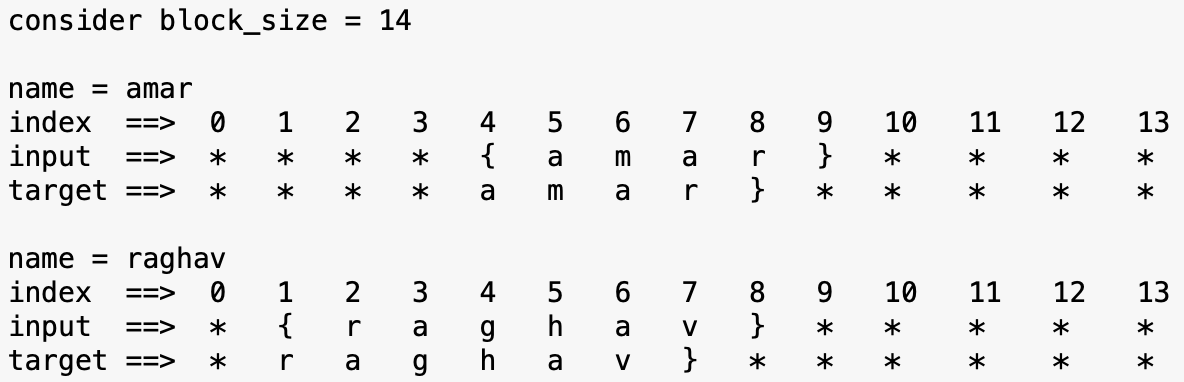 consider block_size = 14
name = amar
index ==> 0 1 2 3 4 5 6 7 8 9 10 11 12 13
input ==> * * * * { a m a r } * * * *
target ==> * * * * a m a r } * * * * *
name = raghav
index ==> 0 1 2 3 4 5 6 7 8 9 10 11 12 13
input ==> * { r a g h a v } * * * * *
target ==> * r a g h a v } * * * * * *